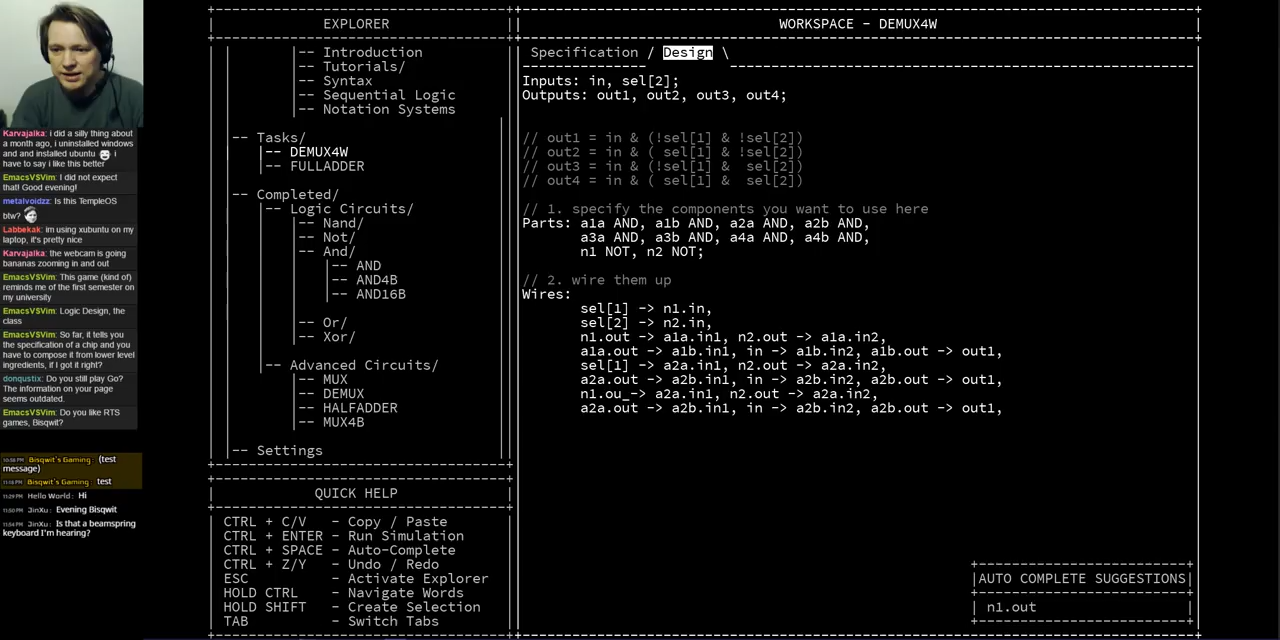 Karvajalka: i did a silly thing about
a month ago, i uninstalled windows
and and installed ubuntu i
have to say i like this better
EmacsVSVim: I did not expect
that! Good evening!
metalvoidzz: Is this TempleOS
btw?
Labbekak: im using xubuntu on my
laptop, it's pretty nice
Karvajalka: the webcam is going
bananas zooming in and out
EmacsVSVim: This game (kind of)
reminds me of the first semester on
my university
EmacsVSVim: Logic Design, the
class
EmacsVSVim: So far, it tells you
the specification of a chip and you
have to compose it from lower level
ingredients, if I got it right?
donqustix: Do you still play Go?
The information on your page
seems outdated.
EmacsVSVim: Do you like RTS
games, Bisqwit?
10:58 PM Bisqwit's Gaming: (test
message)
11:18 PM Bisqwit's Gaming: test
11:29 PM Hello World: Hi
11:50 PM JinXu: Evening Bisqwit
11:54 PM JinXu: Is that a beamspring
keyboard I'm hearing?
EXPLORER
|-- Introduction
|-- Tutorials/
|-- Syntax
|-- Sequential Logic
|-- Notation Systems
-- Tasks/
|-- DEMUX4W
|-- FULLADDER
-- Completed/
|-- Logic Circuits/
|-- Nand/
|-- Not/
|-- And/
|-- AND
|-- AND4B
|-- AND16B
|-- Or/
|-- Xor/
|-- Advanced Circuits/
|-- MUX
|-- DEMUX
|-- HALFADDER
|-- MUX4B
|-- Settings
QUICK HELP
CTRL + C/V - Copy / Paste
CTRL + ENTER - Run Simulation
CTRL + SPACE - Auto-Complete
CTRL + Z/Y - Undo / Redo
ESC - Activate Explorer
HOLD CTRL - Navigate Words
HOLD SHIFT - Create Selection
TAB - Switch Tabs
WORKSPACE - DEMUX4W
Specification / Design \
Inputs: in, sel[2];
Outputs: out1, out2, out3, out4;
// out1 = in & (!sel[1] & !sel[2])
// out2 = in & ( sel[1] & !sel[2])
// out3 = in & (!sel[1] &  sel[2])
// out4 = in & ( sel[1] &  sel[2])
// 1. specify the components you want to use here
Parts: a1a AND, a1b AND, a2a AND, a2b AND,
a3a AND, a3b AND, a4a AND, a4b AND,
n1 NOT, n2 NOT;
// 2. wire them up
Wires:
sel[1] -> n1.in,
sel[2] -> n2.in,
n1.out -> a1a.in1, n2.out -> a1a.in2,
a1a.out -> a1b.in1, in -> a1b.in2, a1b.out -> out1,
sel[1] -> a2a.in1, n2.out -> a2a.in2,
a2a.out -> a2b.in1, in -> a2b.in2, a2b.out -> out1,
n1.ou_-> a2a.in1, n2.out -> a2a.in2,
a2a.out -> a2b.in1, in -> a2b.in2, a2b.out -> out1,
AUTO COMPLETE SUGGESTIONS
n1.out